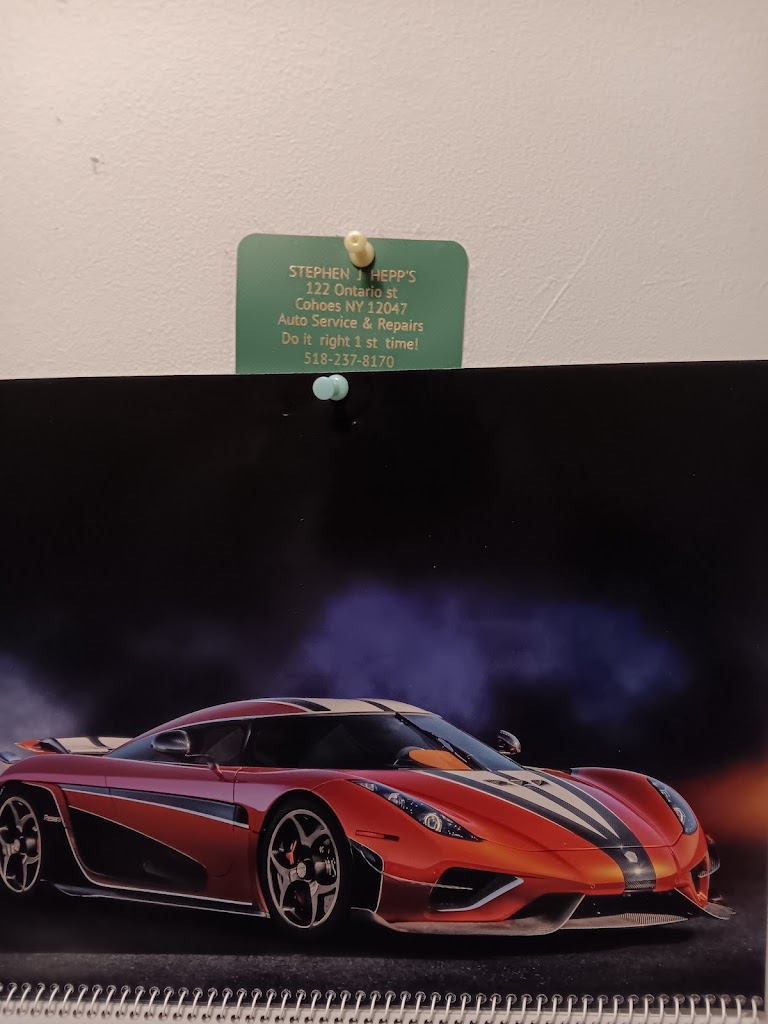 STEPHEN J HEPP'S
122 Ontario st
Cohoes NY 12047
Auto Service & Repairs
Do it right 1 st time!
518-237-8170